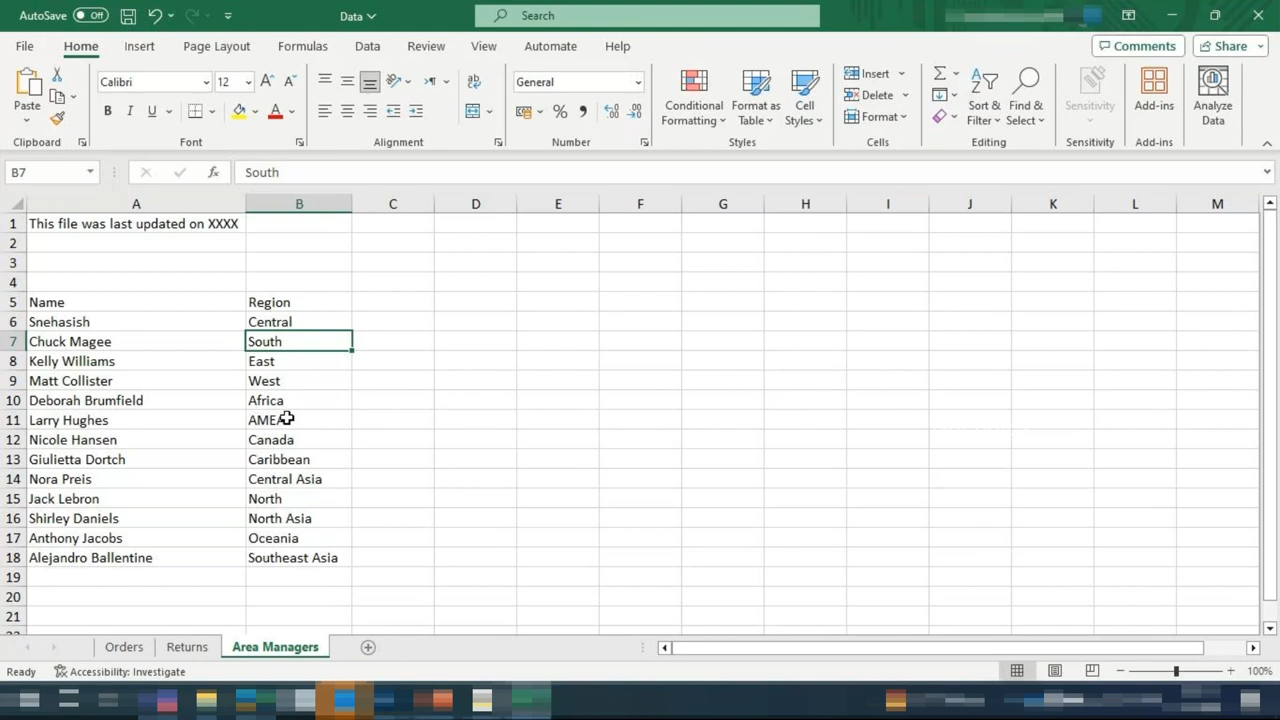 AutoSave Off Data Search
File Home Insert Page Layout Formulas Data Review View Automate Help Comments Share
Paste Calibri 12 General Conditional Formatting Format as Table Cell Styles Insert Delete Format Sort & Filter Find & Select Sensitivity Add-ins Analyze Data
Clipboard Font Alignment Number Styles Cells Editing Sensitivity Add-ins
B7 fx South
A B C D E F G H I J K L M
1 This file was last updated on XXXX
2
3
4
5 Name Region
6 Snehasish Central
7 Chuck Magee South
8 Kelly Williams East
9 Matt Collister West
10 Deborah Brumfield Africa
11 Larry Hughes
12 Nicole Hansen Canada
13 Giulietta Dortch Caribbean
14 Nora Preis Central Asia
15 Jack Lebron North
16 Shirley Daniels North Asia
17 Anthony Jacobs Oceania
18 Alejandro Ballentine Southeast Asia
19
20
21
Orders Returns Area Managers
Ready Accessibility: Investigate 100%